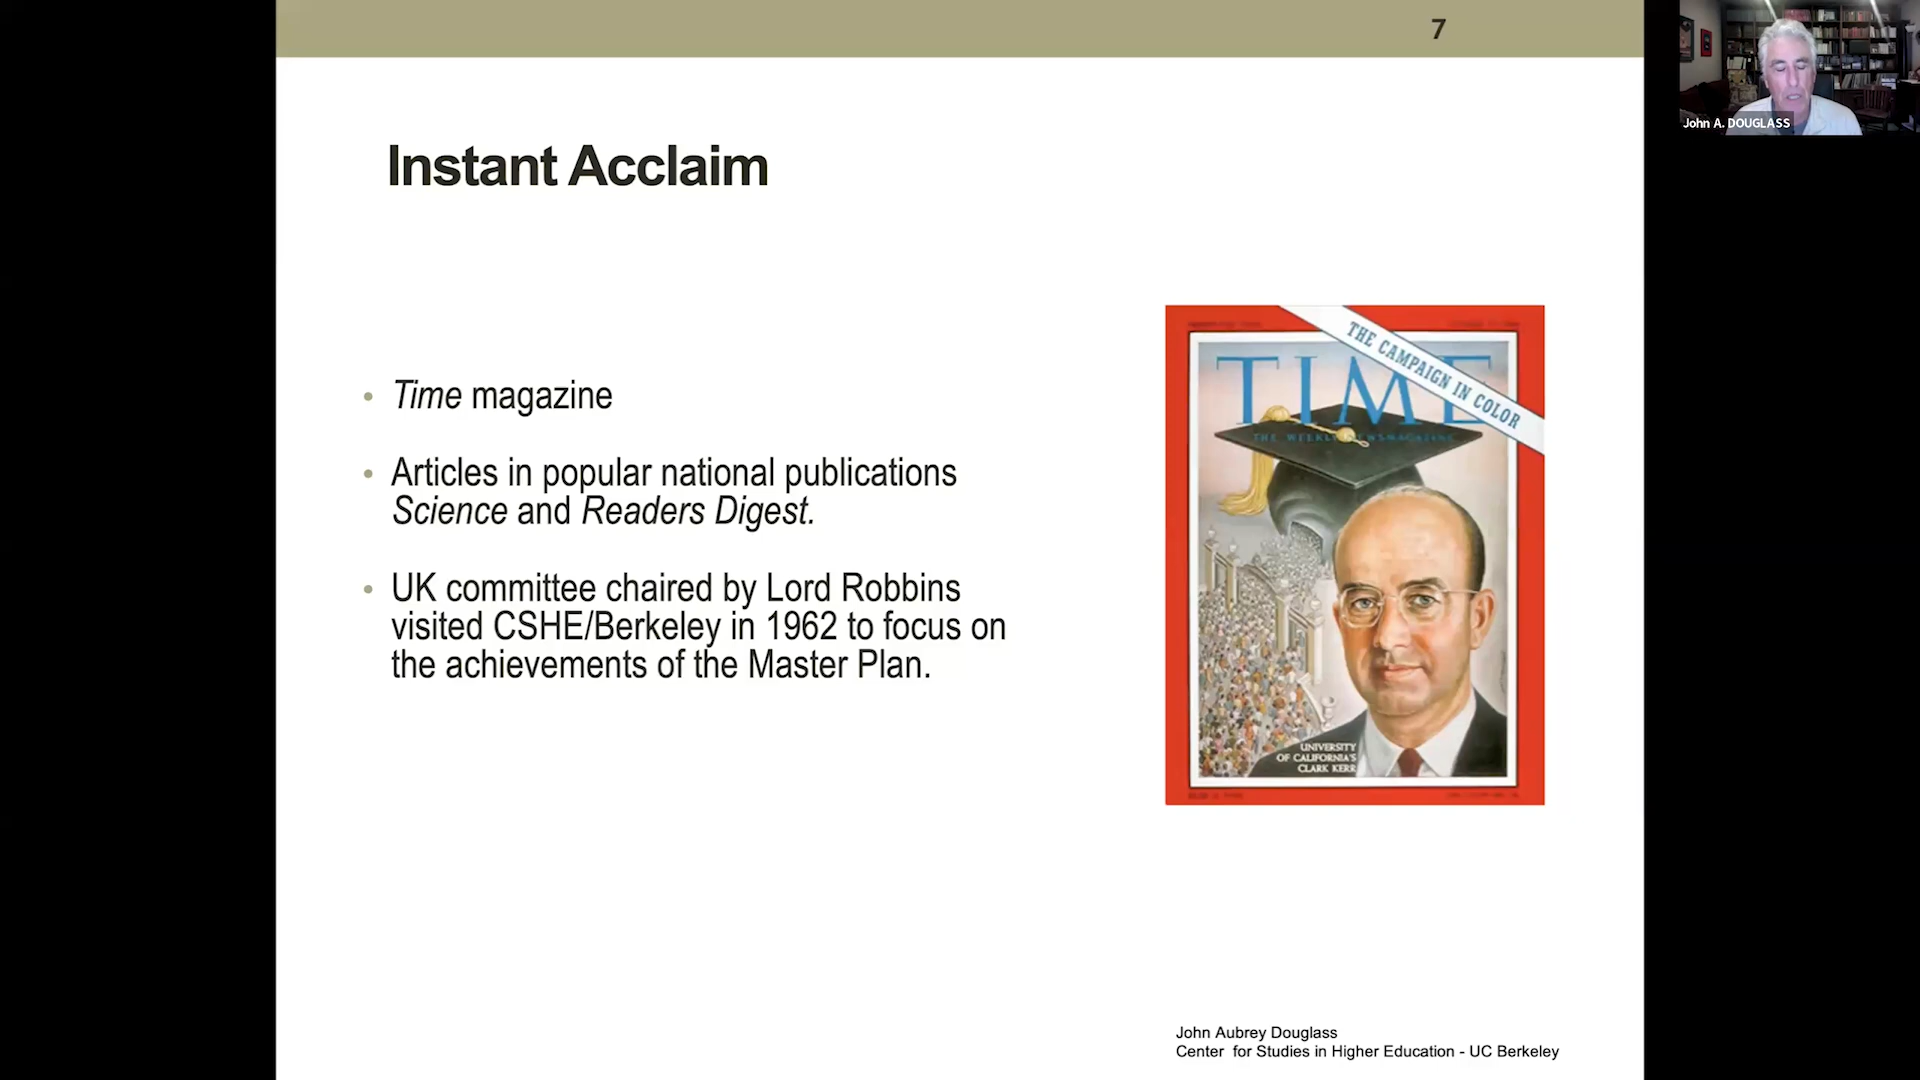 7
John A. DOUGLASS
Instant Acclaim
• Time magazine
• Articles in popular national publications
Science and Readers Digest.
• UK committee chaired by Lord Robbins
visited CSHE/Berkeley in 1962 to focus on
the achievements of the Master Plan.
THE CAMPAIGN IN COLOR
TIME
THE WEEKLY NEWSMAGAZINE
UNIVERSITY
OF CALIFORNIA'S
CLARK KERR
John Aubrey Douglass
Center for Studies in Higher Education - UC Berkeley